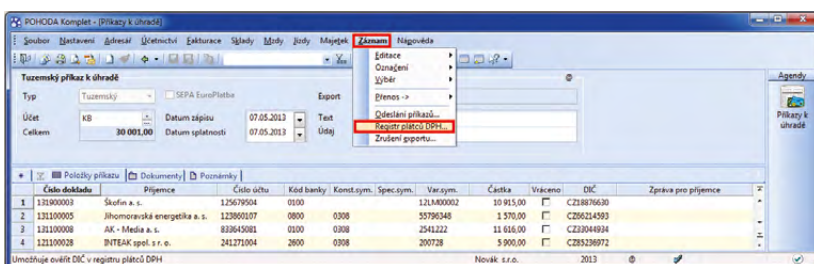 POHODA Komplet - [Příkazy k úhradě]
Soubor Nastavení Adresář Účetnictví Fakturace Sklady Mzdy Jízdy Majetek Záznam Nápověda
Editace
Označení
Výběr
Přenos ->
Odeslání příkazů...
Registr plátců DPH...
Zrušení exportu...
Tuzemský příkaz k úhradě @
Typ Tuzemský SEPA EuroPlatba Export
Účet KB Datum zápisu 07.05.2013 Text
Celkem 30 001,00 Datum splatnosti 07.05.2013 Údaj
Agendy
Příkazy k úhradě
Položky příkazu Dokumenty Poznámky
Číslo dokladu Příjemce Číslo účtu Kód banky Konst.sym. Spec.sym. Var.sym. Částka Vráceno DIČ Zpráva pro příjemce
1 131900003 Škofin a. s. 125679504 0100 12LM00002 10 915,00 CZ18876630
2 131100005 Jihomoravská energetika a. s. 123860107 0800 0308 55796348 1 570,00 CZ66214593
3 131100008 AK - Media a. s. 833645081 0100 0308 2541222 11 616,00 CZ33044934
4 121100028 INTEAK spol. s r. o. 241271004 2600 0308 200728 5 900,00 CZ85236972
Umožňuje ověřit DIČ v registru plátců DPH Novák s.r.o. 2013 @